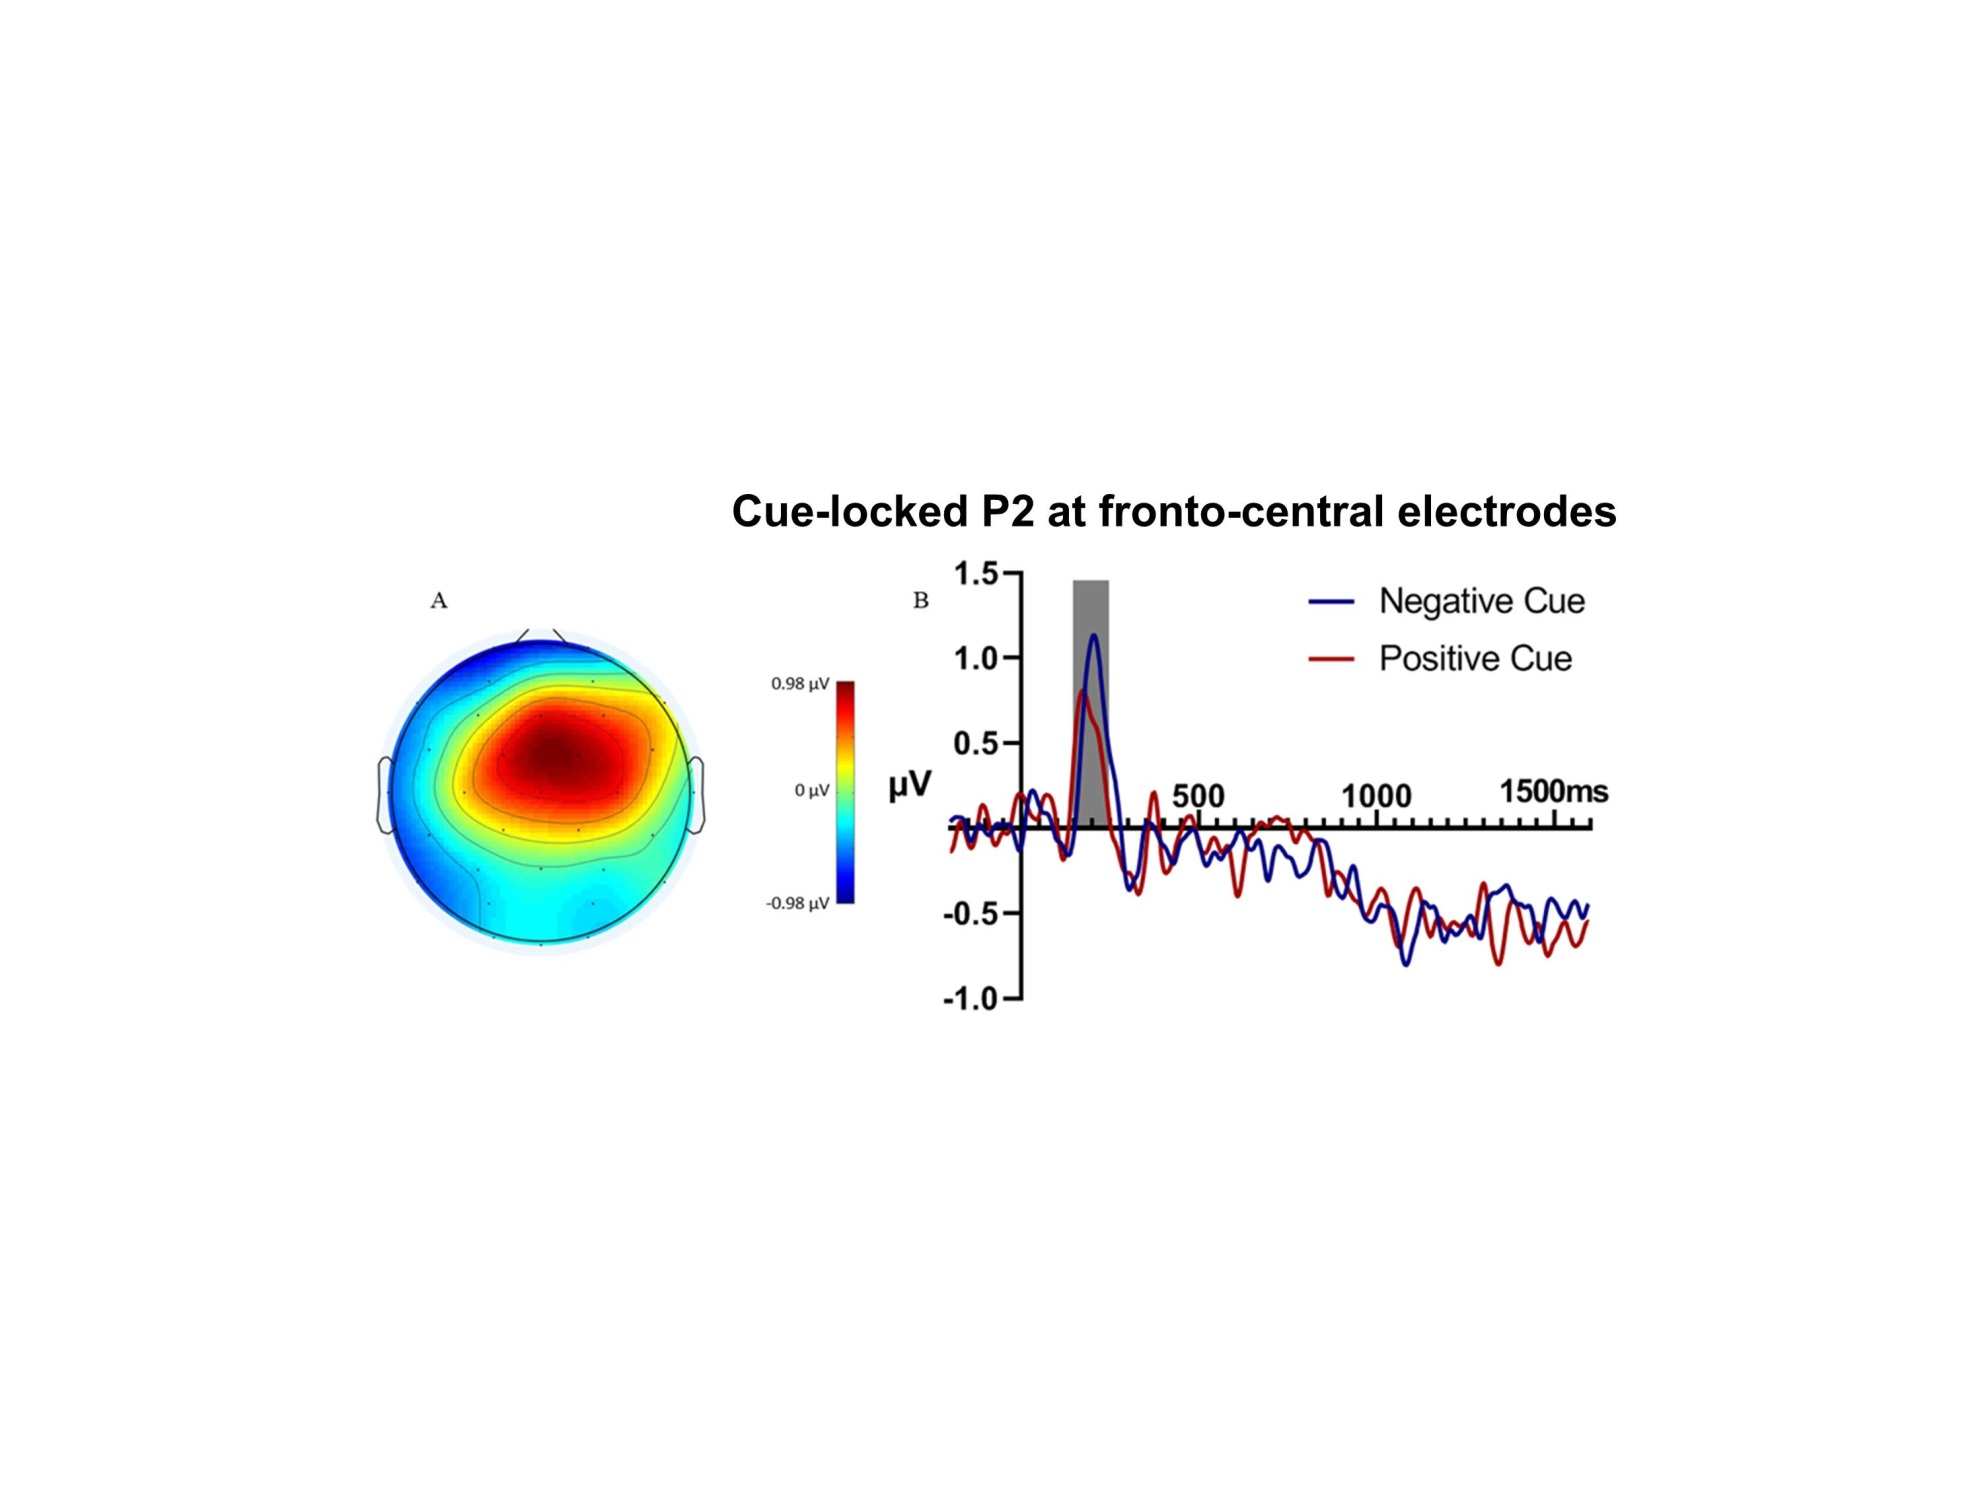 Cue-locked P2 at fronto-central electrodes
A
0.98 µV
0 µV
-0.98 µV
B
µV
1.5
1.0
0.5
-0.5
-1.0
500
1000
1500ms
Negative Cue
Positive Cue